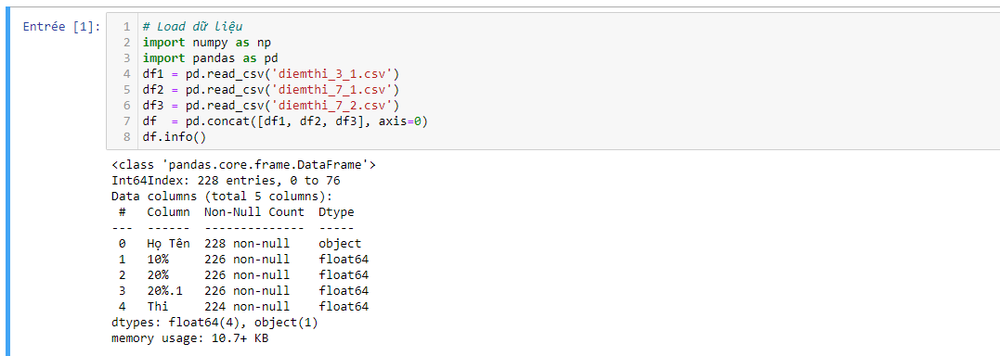 Entrée [1]:
1 # Load dữ liệu
2 import numpy as np
3 import pandas as pd
4 df1 = pd.read_csv('diemthi_3_1.csv')
5 df2 = pd.read_csv('diemthi_7_1.csv')
6 df3 = pd.read_csv('diemthi_7_2.csv')
7 df  = pd.concat([df1, df2, df3], axis=0)
8 df.info()
<class 'pandas.core.frame.DataFrame'>
Int64Index: 228 entries, 0 to 76
Data columns (total 5 columns):
 #   Column  Non-Null Count  Dtype
---  ------  --------------  -----
 0   Họ Tên  228 non-null    object
 1   10%     226 non-null    float64
 2   20%     226 non-null    float64
 3   20%.1   226 non-null    float64
 4   Thi     224 non-null    float64
dtypes: float64(4), object(1)
memory usage: 10.7+ KB